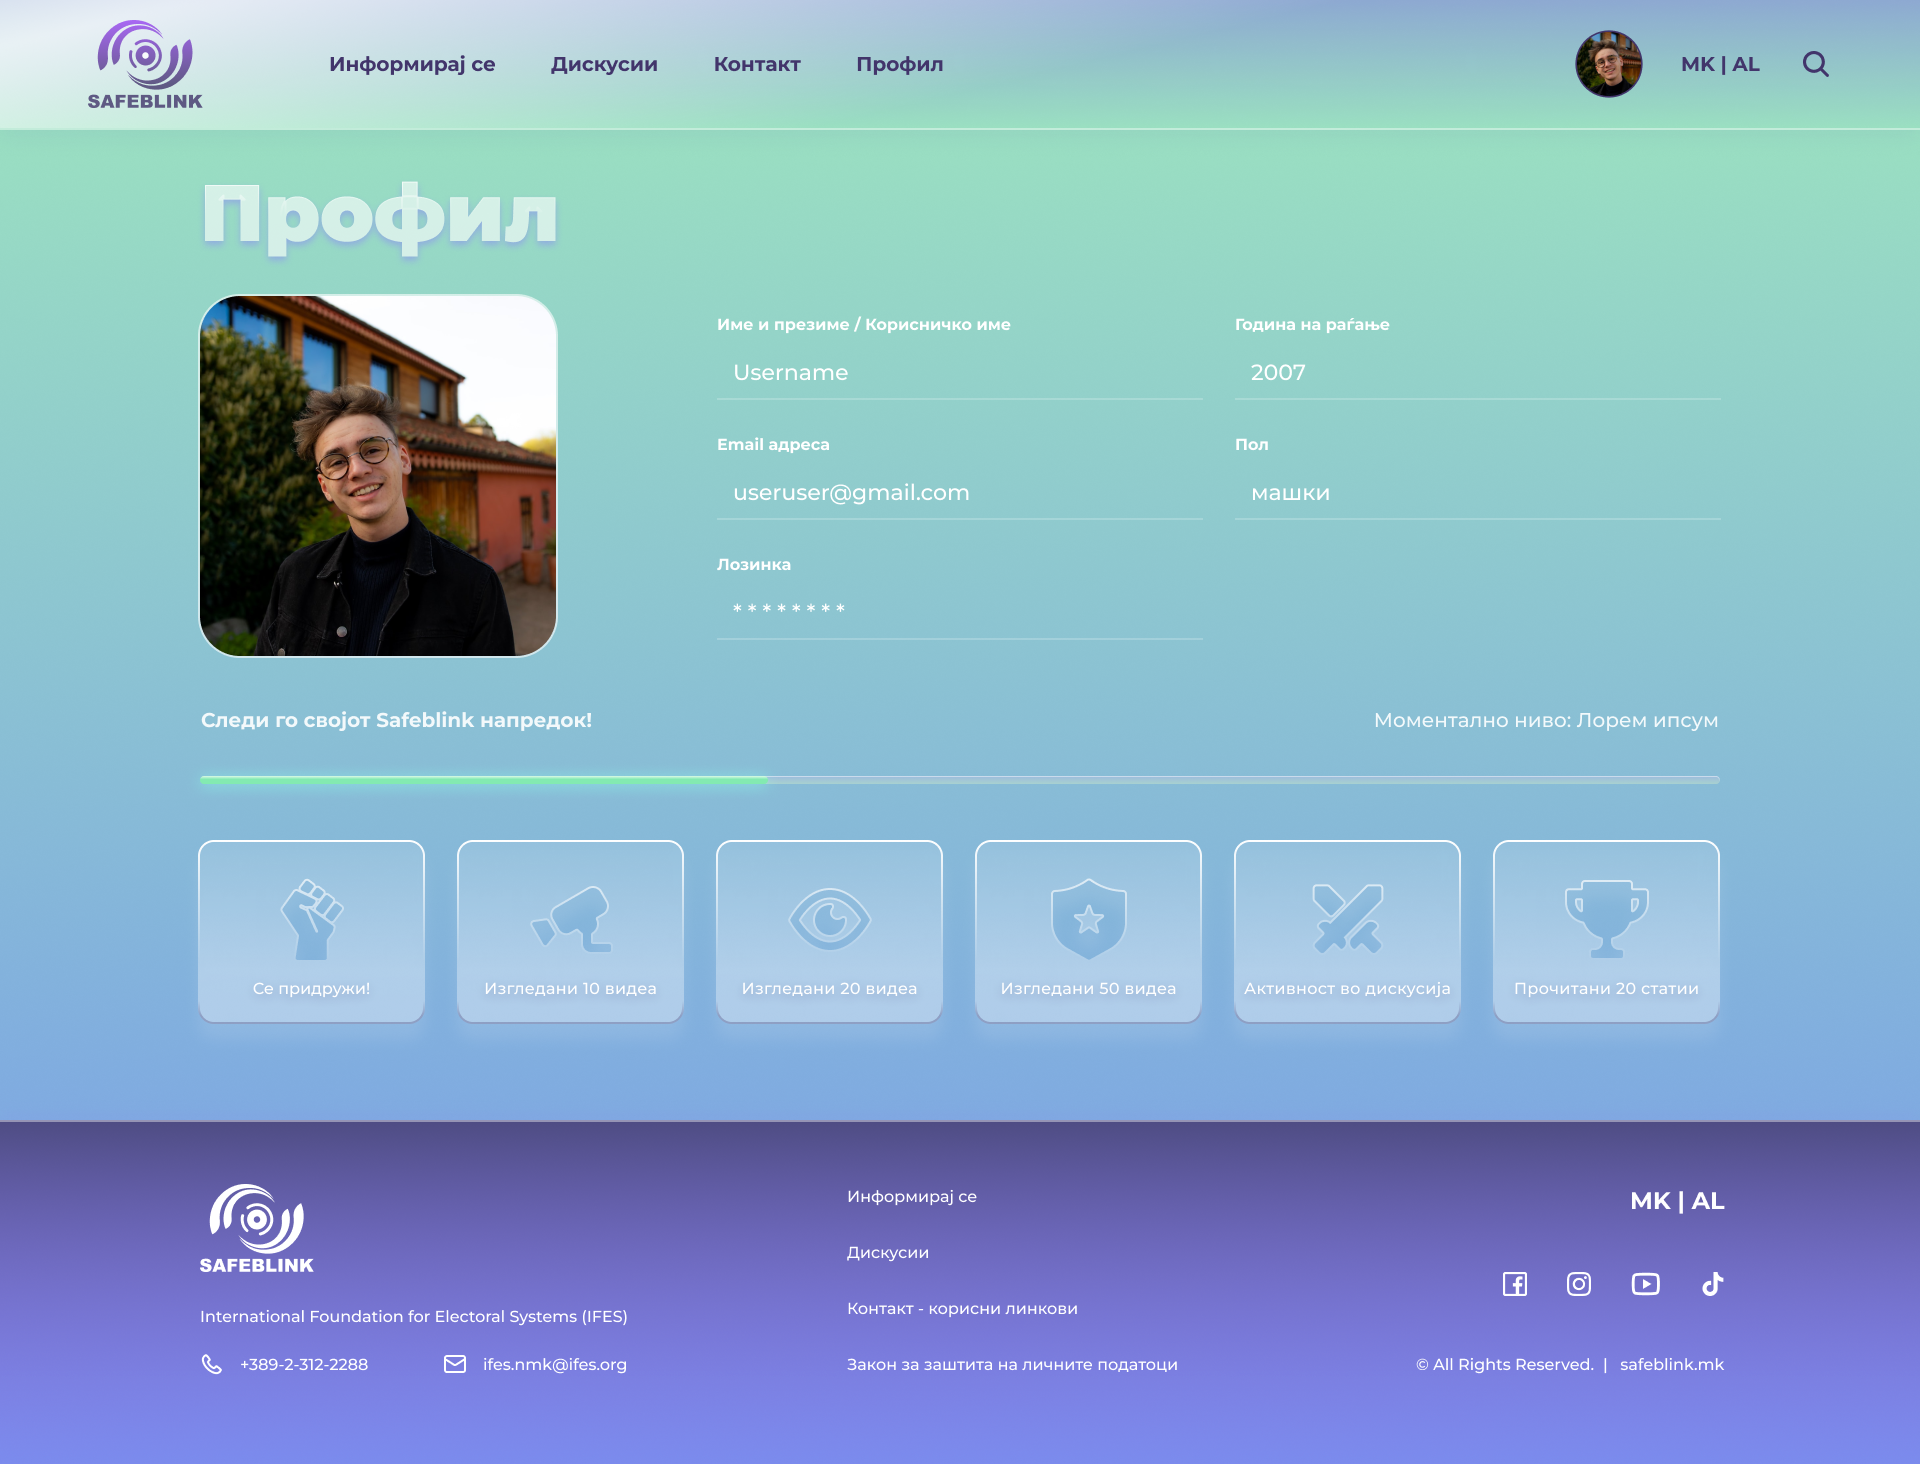 SAFEBLINK
Информирај се
Дискусии
Контакт
Профил
MK | AL
Профил
Име и презиме / Корисничко име
Username
Година на раѓање
2007
Email адреса
useruser@gmail.com
Пол
машки
Лозинка
* * * * * * * *
Следи го својот Safeblink напредок!
Моментално ниво: Лорем ипсум
Се придружи!
Изгледани 10 видеа
Изгледани 20 видеа
Изгледани 50 видеа
Активност во дискусија
Прочитани 20 статии
SAFEBLINK
International Foundation for Electoral Systems (IFES)
+389-2-312-2288
ifes.nmk@ifes.org
Информирај се
Дискусии
Контакт - корисни линкови
Закон за заштита на личните податоци
MK | AL
© All Rights Reserved. | safeblink.mk